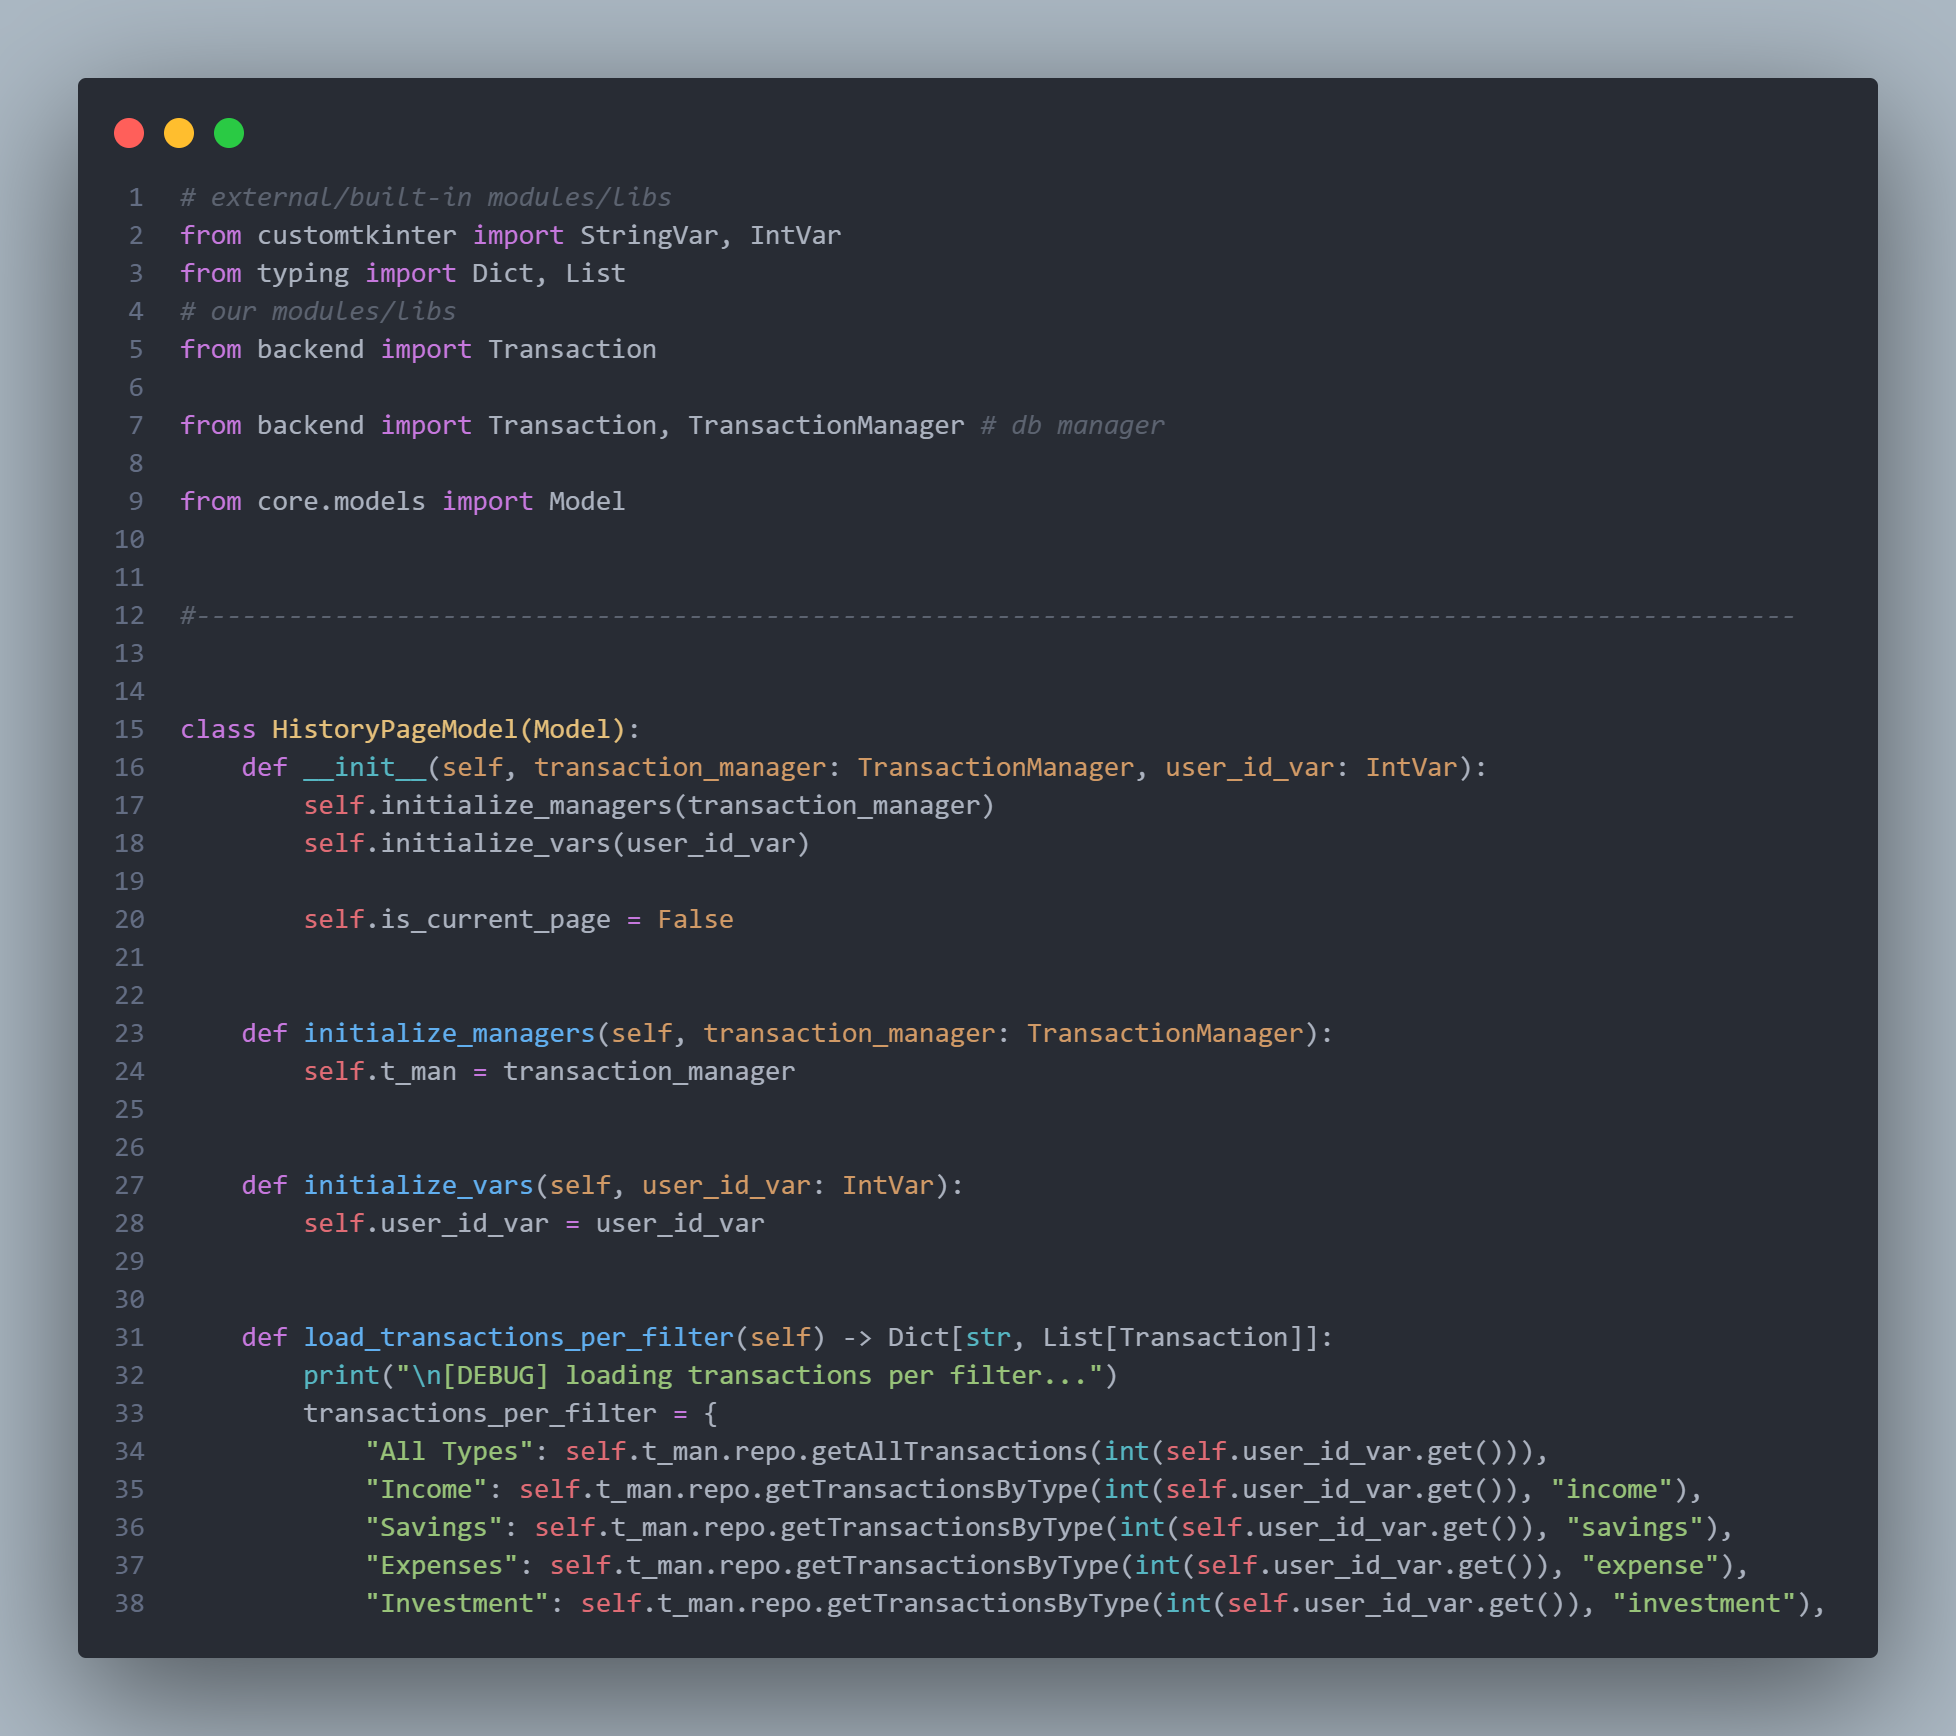 1 # external/built-in modules/libs
2 from customtkinter import StringVar, IntVar
3 from typing import Dict, List
4 # our modules/libs
5 from backend import Transaction
6
7 from backend import Transaction, TransactionManager # db manager
8
9 from core.models import Model
10
11
12 #--------------------------------------------------------------------------------------------------------
13
14
15 class HistoryPageModel(Model):
16     def __init__(self, transaction_manager: TransactionManager, user_id_var: IntVar):
17         self.initialize_managers(transaction_manager)
18         self.initialize_vars(user_id_var)
19
20         self.is_current_page = False
21
22
23     def initialize_managers(self, transaction_manager: TransactionManager):
24         self.t_man = transaction_manager
25
26
27     def initialize_vars(self, user_id_var: IntVar):
28         self.user_id_var = user_id_var
29
30
31     def load_transactions_per_filter(self) -> Dict[str, List[Transaction]]:
32         print("\n[DEBUG] loading transactions per filter...")
33         transactions_per_filter = {
34             "All Types": self.t_man.repo.getAllTransactions(int(self.user_id_var.get())),
35             "Income": self.t_man.repo.getTransactionsByType(int(self.user_id_var.get()), "income"),
36             "Savings": self.t_man.repo.getTransactionsByType(int(self.user_id_var.get()), "savings"),
37             "Expenses": self.t_man.repo.getTransactionsByType(int(self.user_id_var.get()), "expense"),
38             "Investment": self.t_man.repo.getTransactionsByType(int(self.user_id_var.get()), "investment"),